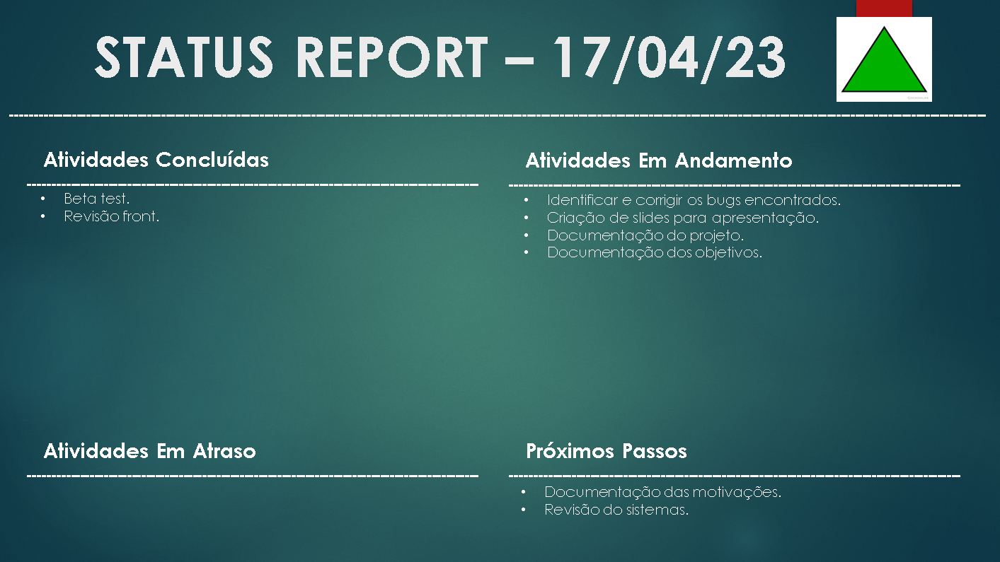 STATUS REPORT – 17/04/23
Atividades Concluídas
• Beta test.
• Revisão front.
Atividades Em Andamento
• Identificar e corrigir os bugs encontrados.
• Criação de slides para apresentação.
• Documentação do projeto.
• Documentação dos objetivos.
Atividades Em Atraso
Próximos Passos
• Documentação das motivações.
• Revisão do sistemas.